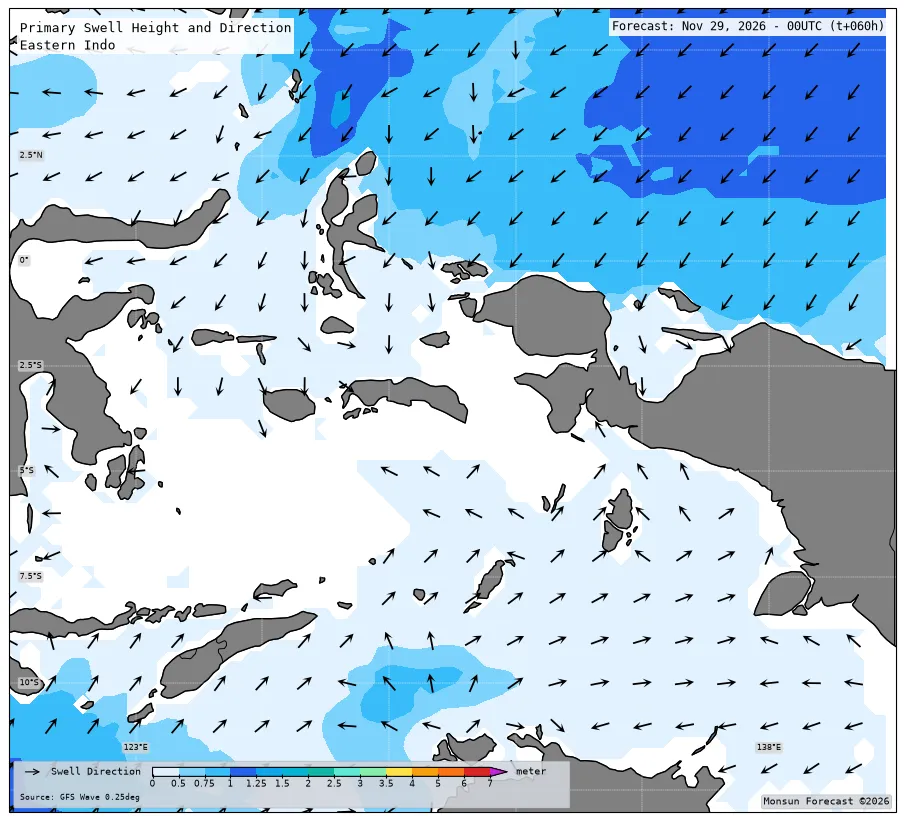 Primary Swell Height and Direction
Eastern Indo
Forecast: Nov 29, 2026 - 00UTC (t+060h)
2.5°N
0°
2.5°S
5°S
7.5°S
10°S
123°E
138°E
Swell Direction
meter
0 0.5 0.75 1 1.25 1.5 2 2.5 3 3.5 4 5 6 7
Source: GFS Wave 0.25deg
Monsun Forecast ©2026